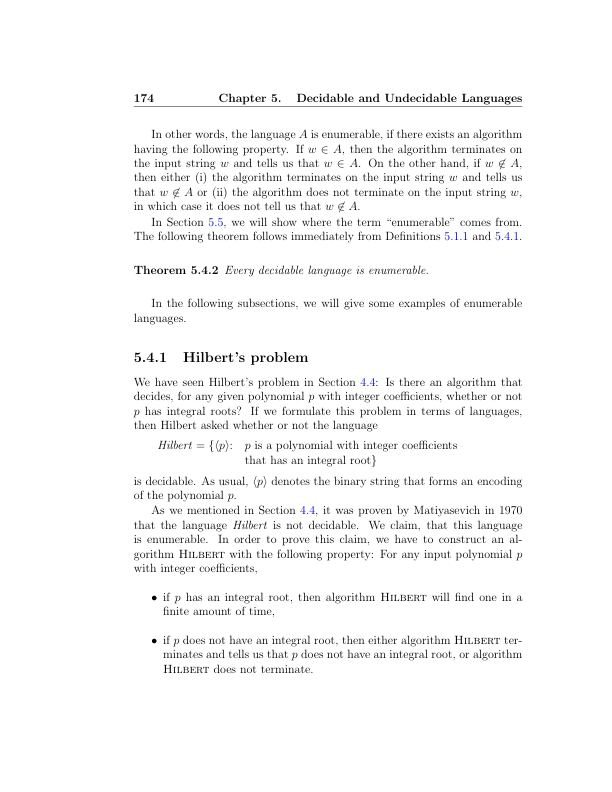 174 Chapter 5. Decidable and Undecidable Languages
In other words, the language A is enumerable, if there exists an algorithm
having the following property. If w ∈ A, then the algorithm terminates on
the input string w and tells us that w ∈ A. On the other hand, if w ∉ A,
then either (i) the algorithm terminates on the input string w and tells us
that w ∉ A or (ii) the algorithm does not terminate on the input string w,
in which case it does not tell us that w ∉ A.
In Section 5.5, we will show where the term “enumerable” comes from.
The following theorem follows immediately from Definitions 5.1.1 and 5.4.1.
Theorem 5.4.2 Every decidable language is enumerable.
In the following subsections, we will give some examples of enumerable
languages.
5.4.1 Hilbert’s problem
We have seen Hilbert’s problem in Section 4.4: Is there an algorithm that
decides, for any given polynomial p with integer coefficients, whether or not
p has integral roots? If we formulate this problem in terms of languages,
then Hilbert asked whether or not the language
Hilbert = {⟨p⟩: p is a polynomial with integer coefficients
that has an integral root}
is decidable. As usual, ⟨p⟩ denotes the binary string that forms an encoding
of the polynomial p.
As we mentioned in Section 4.4, it was proven by Matiyasevich in 1970
that the language Hilbert is not decidable. We claim, that this language
is enumerable. In order to prove this claim, we have to construct an al-
gorithm HILBERT with the following property: For any input polynomial p
with integer coefficients,
• if p has an integral root, then algorithm HILBERT will find one in a
finite amount of time,
• if p does not have an integral root, then either algorithm HILBERT ter-
minates and tells us that p does not have an integral root, or algorithm
HILBERT does not terminate.